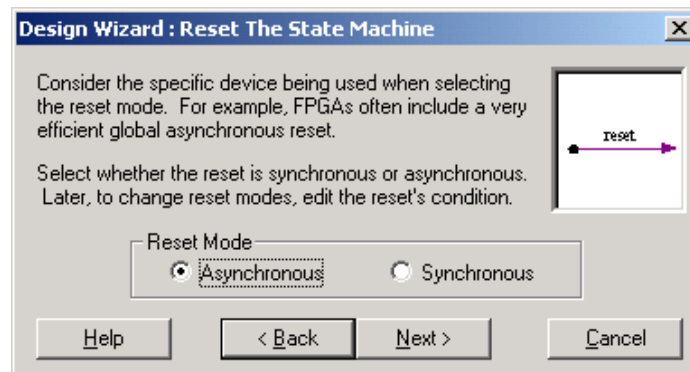 Design Wizard : Reset The State Machine
Consider the specific device being used when selecting
the reset mode. For example, FPGAs often include a very
efficient global asynchronous reset.
reset
Select whether the reset is synchronous or asynchronous.
Later, to change reset modes, edit the reset's condition.
Reset Mode
Asynchronous
Synchronous
Help
< Back
Next >
Cancel